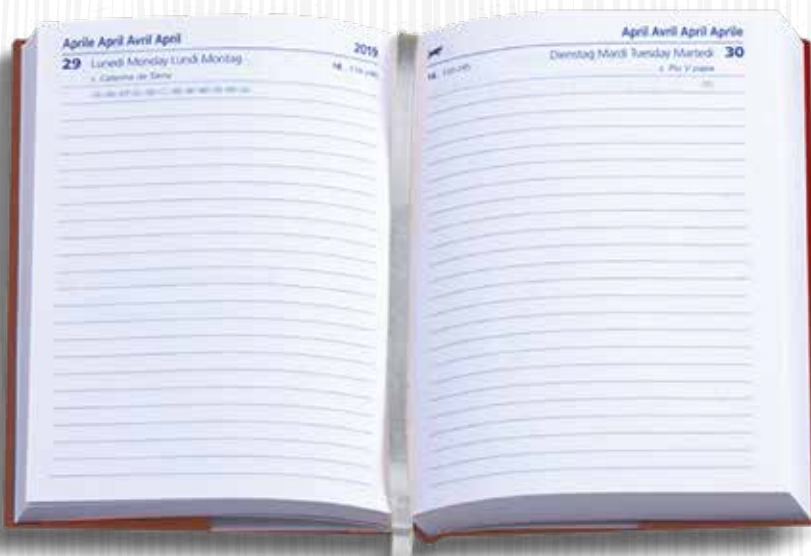 Aprile April Avril April
2019
29 Lunedì Monday Lundi Montag
s. Caterina da Siena
April Avril April Aprile
Dienstag Mardi Tuesday Martedì 30
s. Pio V papa